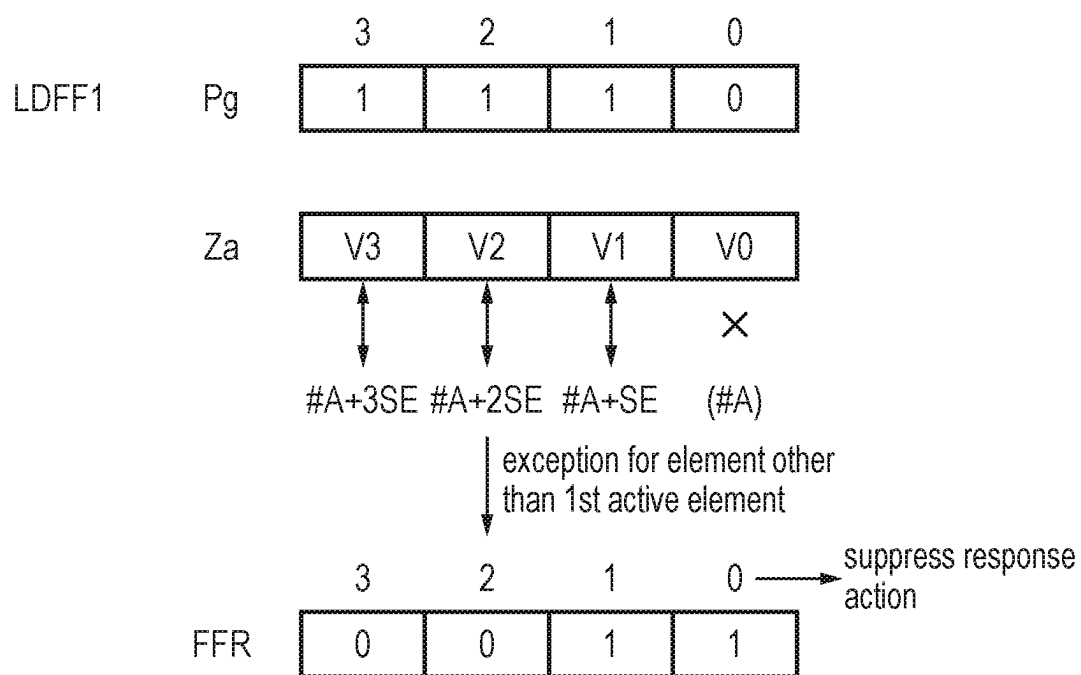 3 2 1 0
LDFF1 Pg 1 1 1 0
Za V3 V2 V1 V0
×
#A+3SE #A+2SE #A+SE (#A)
exception for element other
than 1st active element
3 2 1 0 suppress response
action
FFR 0 0 1 1